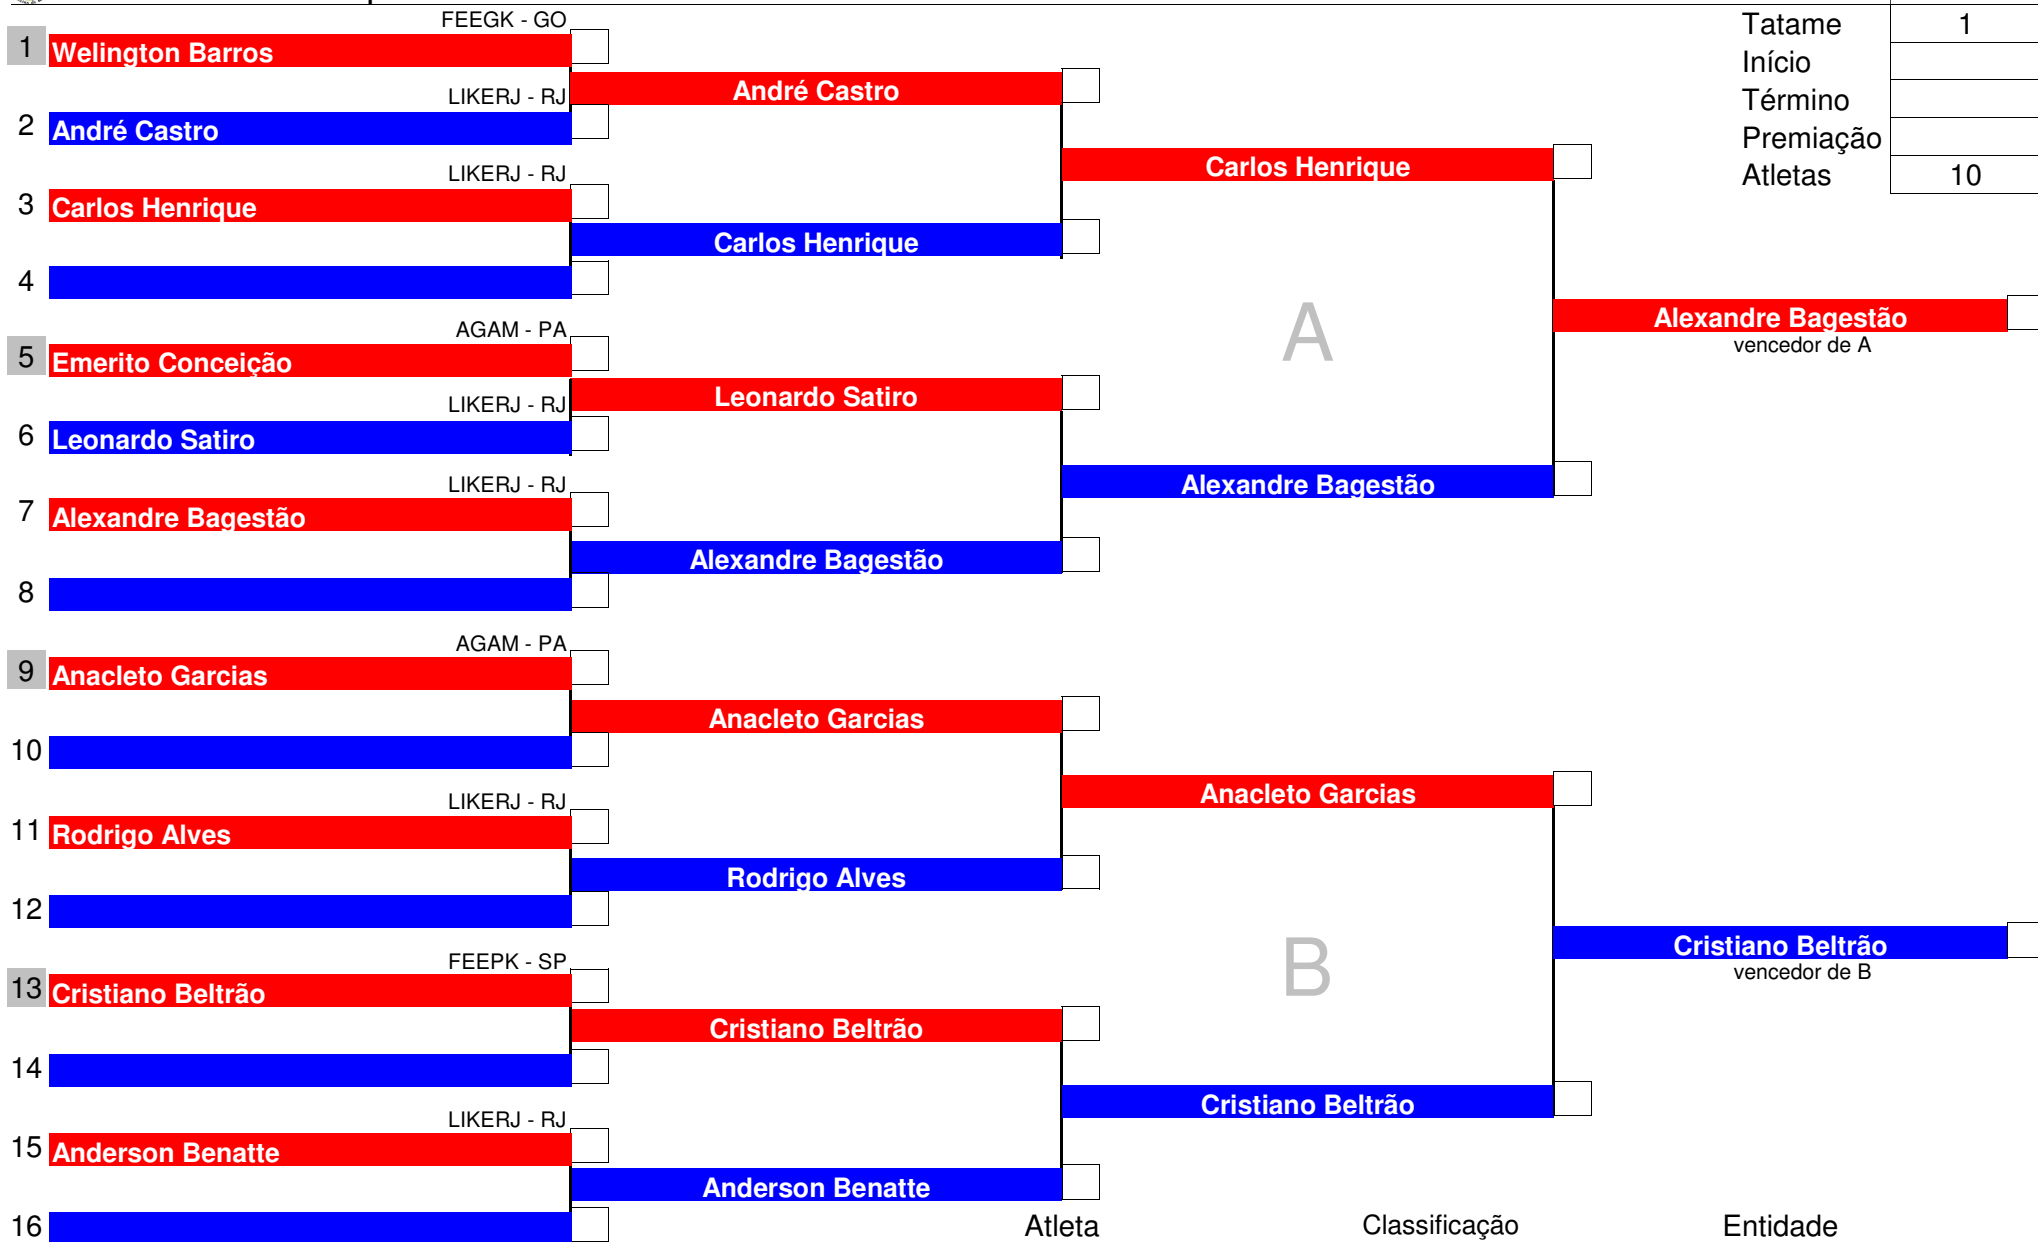 FEEGK - GO
Tatame 1
1 Welington Barros
Início
LIKERJ - RJ
André Castro
Término
2 André Castro
Premiação
LIKERJ - RJ
Carlos Henrique
Atletas 10
3 Carlos Henrique
Carlos Henrique
4
A
Alexandre Bagestão
AGAM - PA
vencedor de A
5 Emerito Conceição
LIKERJ - RJ
Leonardo Satiro
6 Leonardo Satiro
LIKERJ - RJ
Alexandre Bagestão
7 Alexandre Bagestão
Alexandre Bagestão
8
AGAM - PA
9 Anacleto Garcias
Anacleto Garcias
10
Anacleto Garcias
LIKERJ - RJ
11 Rodrigo Alves
Rodrigo Alves
12
B
Cristiano Beltrão
FEEPK - SP
vencedor de B
13 Cristiano Beltrão
Cristiano Beltrão
14
Cristiano Beltrão
LIKERJ - RJ
15 Anderson Benatte
Anderson Benatte
16
Atleta Classificação Entidade